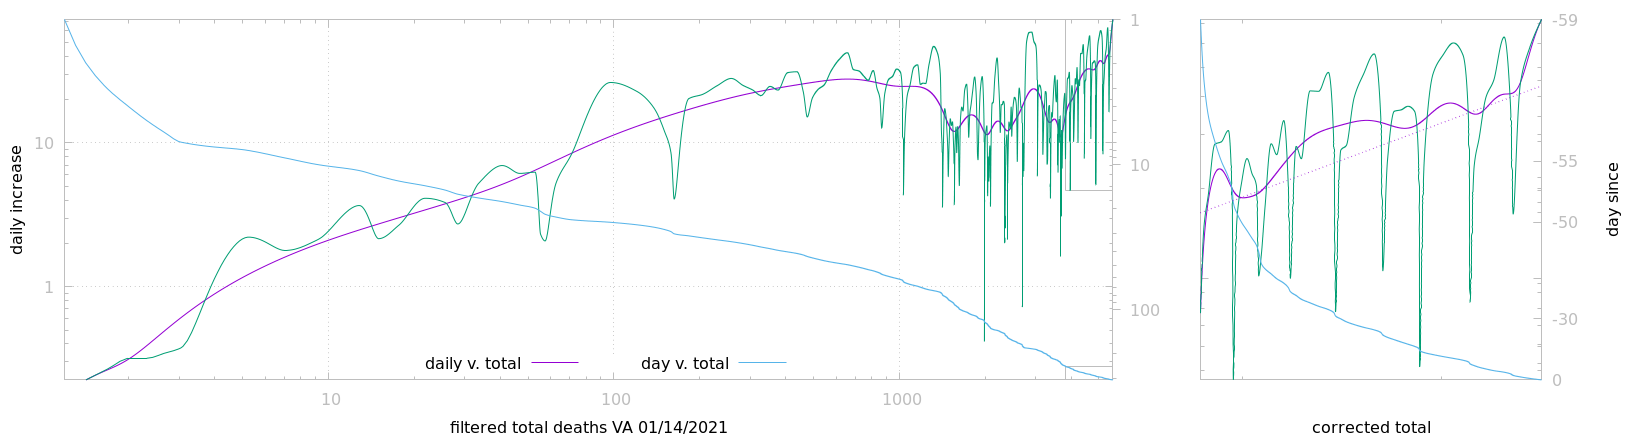 1
-59
10
10
-55
daily increase
day since
-50
1
100
-30
daily v. total
day v. total
0
10
100
1000
filtered total deaths VA 01/14/2021
corrected total